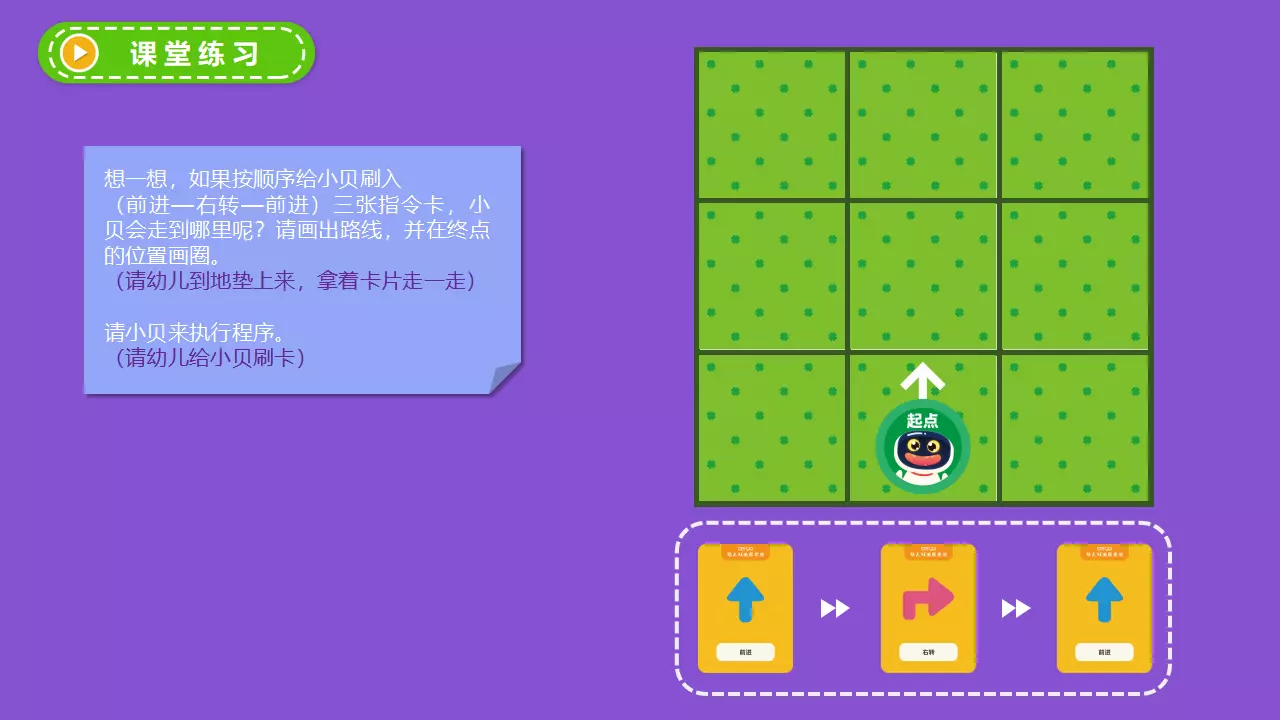 课堂练习
想一想，如果按顺序给小贝刷入
（前进—右转—前进）三张指令卡，小
贝会走到哪里呢？请画出路线，并在终点
的位置画圈。
（请幼儿到地垫上来，拿着卡片走一走）
请小贝来执行程序。
（请幼儿给小贝刷卡）
起点
前进
右转
前进